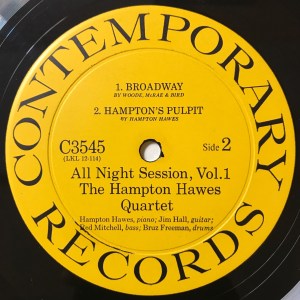 CONTEMPORARY
1. BROADWAY
BY WOODE, McRAE & BIRD
2. HAMPTON'S PULPIT
BY HAMPTON HAWES
C3545
(LKL 12-114)
Side 2
All Night Session, Vol.1
The Hampton Hawes
Quartet
Hampton Hawes, piano; Jim Hall, guitar;
Red Mitchell, bass; Bruz Freeman, drums
RECORDS